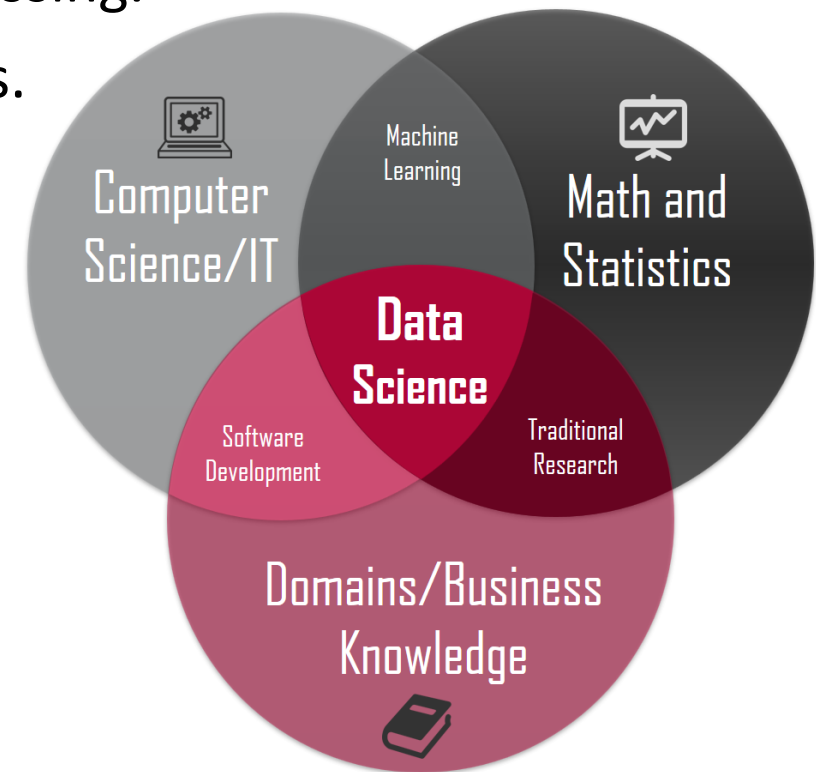 s.
Machine
Learning
Computer
Science/IT
Math and
Statistics
Data
Science
Software
Development
Traditional
Research
Domains/Business
Knowledge